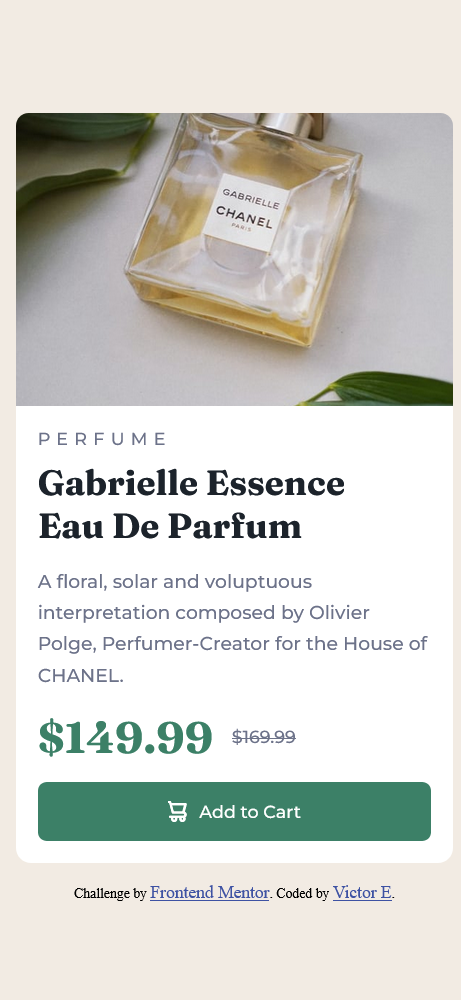 GABRIELLE
CHANEL
PARIS
PERFUME
Gabrielle Essence
Eau De Parfum
A floral, solar and voluptuous
interpretation composed by Olivier
Polge, Perfumer-Creator for the House of
CHANEL.
$149.99 $169.99
Add to Cart
Challenge by Frontend Mentor. Coded by Victor E.